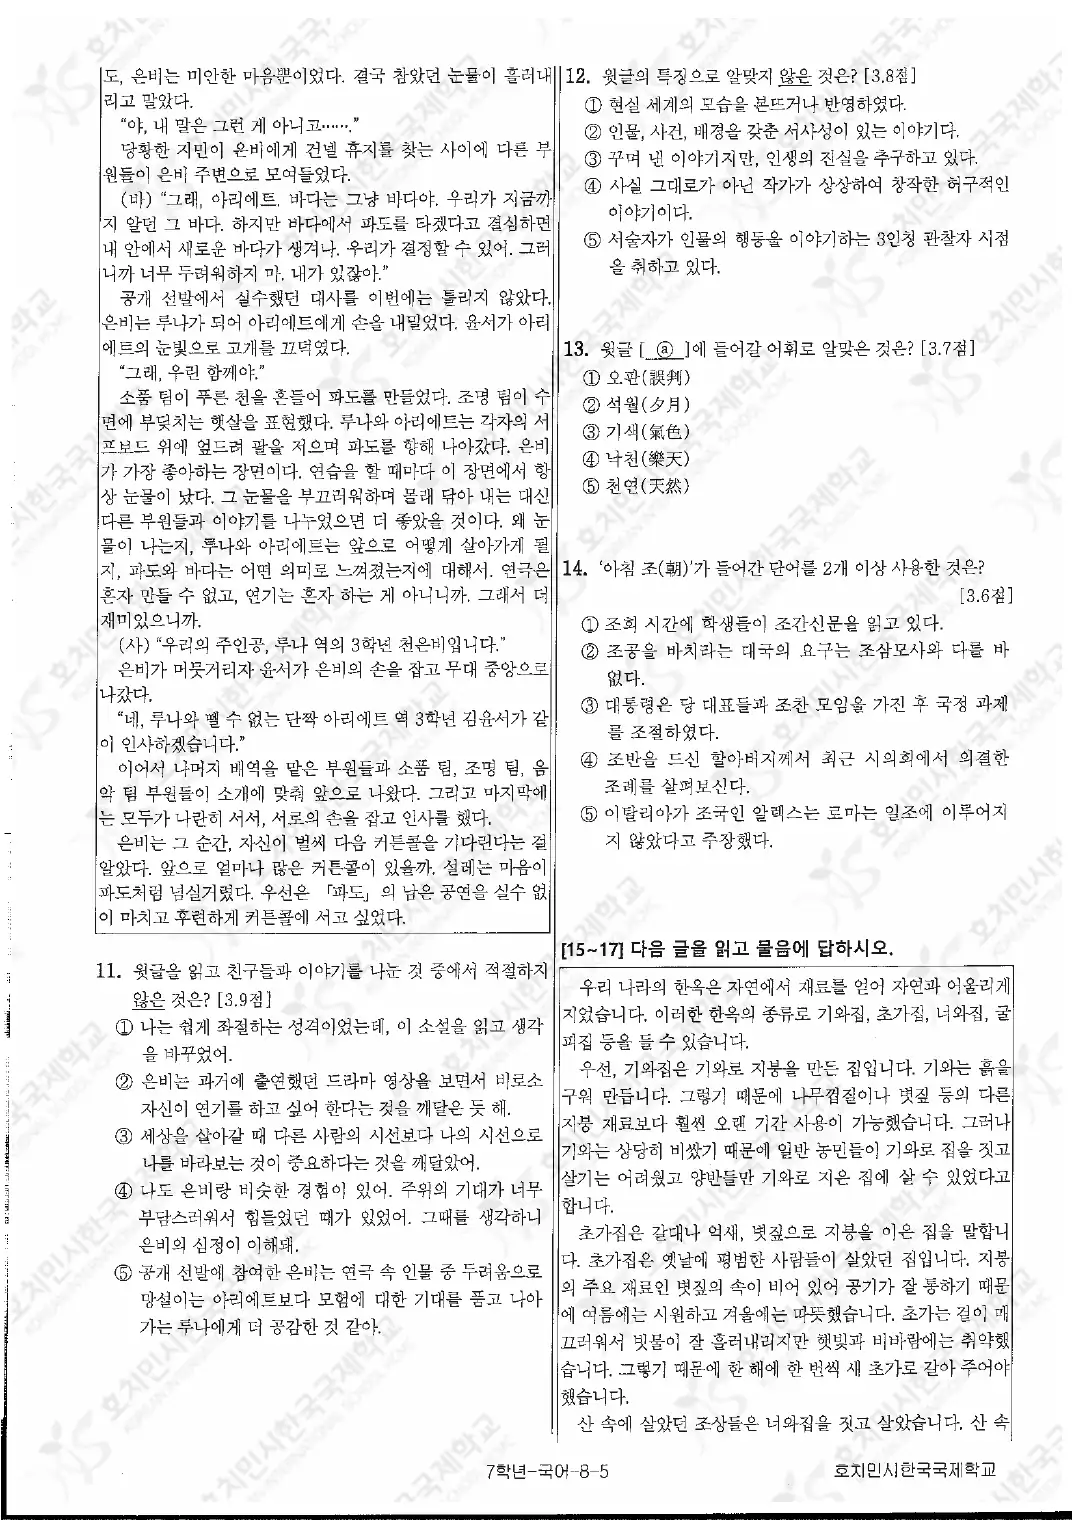 도, 은비는 미안한 마음뿐이었다. 결국 참았던 눈물이 흘러내
리고 말았다.
“야, 내 말은 그런 게 아니고…….”
당황한 지민이 은비에게 건넬 휴지를 찾는 사이에 다른 부
원들이 은비 주변으로 모여들었다.
(바) “그래, 아리에트. 바다는 그냥 바다야. 우리가 지금까
지 알던 그 바다. 하지만 바다에서 파도를 타겠다고 결심하면
내 안에서 새로운 바다가 생겨나. 우리가 결정할 수 있어. 그러
니까 너무 두려워하지 마. 내가 있잖아.”
공개 선발에서 실수했던 대사를 이번에는 틀리지 않았다.
은비는 루나가 되어 아리에트에게 손을 내밀었다. 윤서가 아리
에트의 눈빛으로 고개를 끄덕였다.
“그래, 우린 함께야.”
소품 팀이 푸른 천을 흔들어 파도를 만들었다. 조명 팀이 수
면에 부딪치는 햇살을 표현했다. 루나와 아리에트는 각자의 서
프보드 위에 엎드려 팔을 저으며 파도를 향해 나아갔다. 은비
가 가장 좋아하는 장면이다. 연습을 할 때마다 이 장면에서 항
상 눈물이 났다. 그 눈물을 부끄러워하며 몰래 닦아 내는 대신
다른 부원들과 이야기를 나누었으면 더 좋았을 것이다. 왜 눈
물이 나는지, 루나와 아리에트는 앞으로 어떻게 살아가게 될
지, 파도와 바다는 어떤 의미로 느껴졌는지에 대해서. 연극은
혼자 만들 수 없고, 연기는 혼자 하는 게 아니니까. 그래서 더
재미있으니까.
(사) “우리의 주인공, 루나 역의 3학년 천은비입니다.”
은비가 머뭇거리자 윤서가 은비의 손을 잡고 무대 중앙으로
나갔다.
“네, 루나와 뗄 수 없는 단짝 아리에트 역 3학년 김윤서가 같
이 인사하겠습니다.”
이어서 나머지 배역을 맡은 부원들과 소품 팀, 조명 팀, 음
악 팀 부원들이 소개에 맞춰 앞으로 나왔다. 그리고 마지막에
는 모두가 나란히 서서, 서로의 손을 잡고 인사를 했다.
은비는 그 순간, 자신이 벌써 다음 커튼콜을 기다린다는 걸
알았다. 앞으로 얼마나 많은 커튼콜이 있을까. 설레는 마음이
파도처럼 넘실거렸다. 우선은 「파도」의 남은 공연을 실수 없
이 마치고 후련하게 커튼콜에 서고 싶었다.
11. 윗글을 읽고 친구들과 이야기를 나눈 것 중에서 적절하지
않은 것은? [3.9점]
① 나는 쉽게 좌절하는 성격이었는데, 이 소설을 읽고 생각
을 바꾸었어.
② 은비는 과거에 출연했던 드라마 영상을 보면서 비로소
자신이 연기를 하고 싶어 한다는 것을 깨달은 듯 해.
③ 세상을 살아갈 때 다른 사람의 시선보다 나의 시선으로
나를 바라보는 것이 중요하다는 것을 깨달았어.
④ 나도 은비랑 비슷한 경험이 있어. 주위의 기대가 너무
부담스러워서 힘들었던 때가 있었어. 그때를 생각하니
은비의 심정이 이해돼.
⑤ 공개 선발에 참여한 은비는 연극 속 인물 중 두려움으로
망설이는 아리에트보다 모험에 대한 기대를 품고 나아
가는 루나에게 더 공감한 것 같아.
12. 윗글의 특징으로 알맞지 않은 것은? [3.8점]
① 현실 세계의 모습을 본뜨거나 반영하였다.
② 인물, 사건, 배경을 갖춘 서사성이 있는 이야기다.
③ 꾸며 낸 이야기지만, 인생의 진실을 추구하고 있다.
④ 사실 그대로가 아닌 작가가 상상하여 창작한 허구적인
이야기이다.
⑤ 서술자가 인물의 행동을 이야기하는 3인칭 관찰자 시점
을 취하고 있다.
13. 윗글 [ ⓐ ]에 들어갈 어휘로 알맞은 것은? [3.7점]
① 오판(誤判)
② 석월(夕月)
③ 기색(氣色)
④ 낙천(樂天)
⑤ 천연(天然)
14. ‘아침 조(朝)’가 들어간 단어를 2개 이상 사용한 것은?
[3.6점]
① 조회 시간에 학생들이 조간신문을 읽고 있다.
② 조공을 바치라는 대국의 요구는 조삼모사와 다를 바
없다.
③ 대통령은 당 대표들과 조찬 모임을 가진 후 국정 과제
를 조절하였다.
④ 조반을 드신 할아버지께서 최근 시의회에서 의결한
조례를 살펴보신다.
⑤ 이탈리아가 조국인 알렉스는 로마는 일조에 이루어지
지 않았다고 주장했다.
[15~17] 다음 글을 읽고 물음에 답하시오.
우리 나라의 한옥은 자연에서 재료를 얻어 자연과 어울리게
지었습니다. 이러한 한옥의 종류로 기와집, 초가집, 너와집, 굴
피집 등을 들 수 있습니다.
우선, 기와집은 기와로 지붕을 만든 집입니다. 기와는 흙을
구워 만듭니다. 그렇기 때문에 나무껍질이나 볏짚 등의 다른
지붕 재료보다 훨씬 오랜 기간 사용이 가능했습니다. 그러나
기와는 상당히 비쌌기 때문에 일반 농민들이 기와로 집을 짓고
살기는 어려웠고 양반들만 기와로 지은 집에 살 수 있었다고
합니다.
초가집은 갈대나 억새, 볏짚으로 지붕을 이은 집을 말합니
다. 초가집은 옛날에 평범한 사람들이 살았던 집입니다. 지붕
의 주요 재료인 볏짚의 속이 비어 있어 공기가 잘 통하기 때문
에 여름에는 시원하고 겨울에는 따뜻했습니다. 초가는 겉이 매
끄러워서 빗물이 잘 흘러내리지만 햇빛과 비바람에는 취약했
습니다. 그렇기 때문에 한 해에 한 번씩 새 초가로 갈아 주어야
했습니다.
산 속에 살았던 조상들은 너와집을 짓고 살았습니다. 산 속
7학년-국어-8-5
호치민시한국국제학교